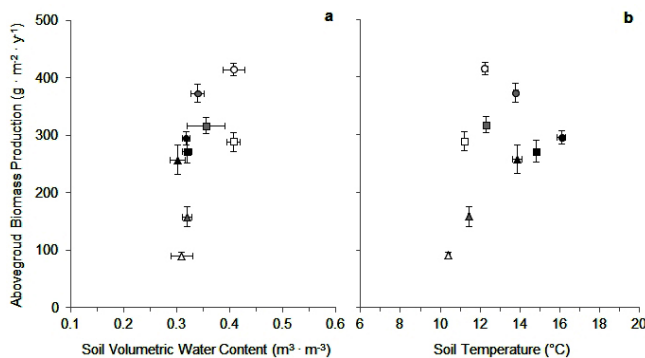 a
b
500
400
300
200
100
0
Aboveground Biomass Production (g · m⁻² · y⁻¹)
0.1 0.2 0.3 0.4 0.5 0.6
6 8 10 12 14 16 18 20
Soil Volumetric Water Content (m³ · m⁻³)
Soil Temperature (°C)